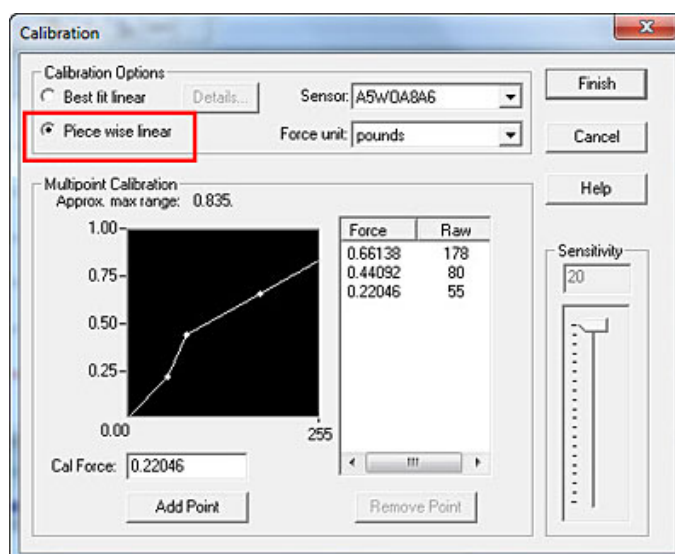 Calibration
Calibration Options
Best fit linear Details... Sensor: A5W0A8A6 Finish
Piece wise linear Force unit: pounds Cancel
Help
Multipoint Calibration
Approx. max range: 0.835.
Force Raw
0.66138 178
0.44092 80
0.22046 55
1.00
0.75
0.50
0.25
0.00 255
Cal Force: 0.22046
Add Point Remove Point
Sensitivity
20